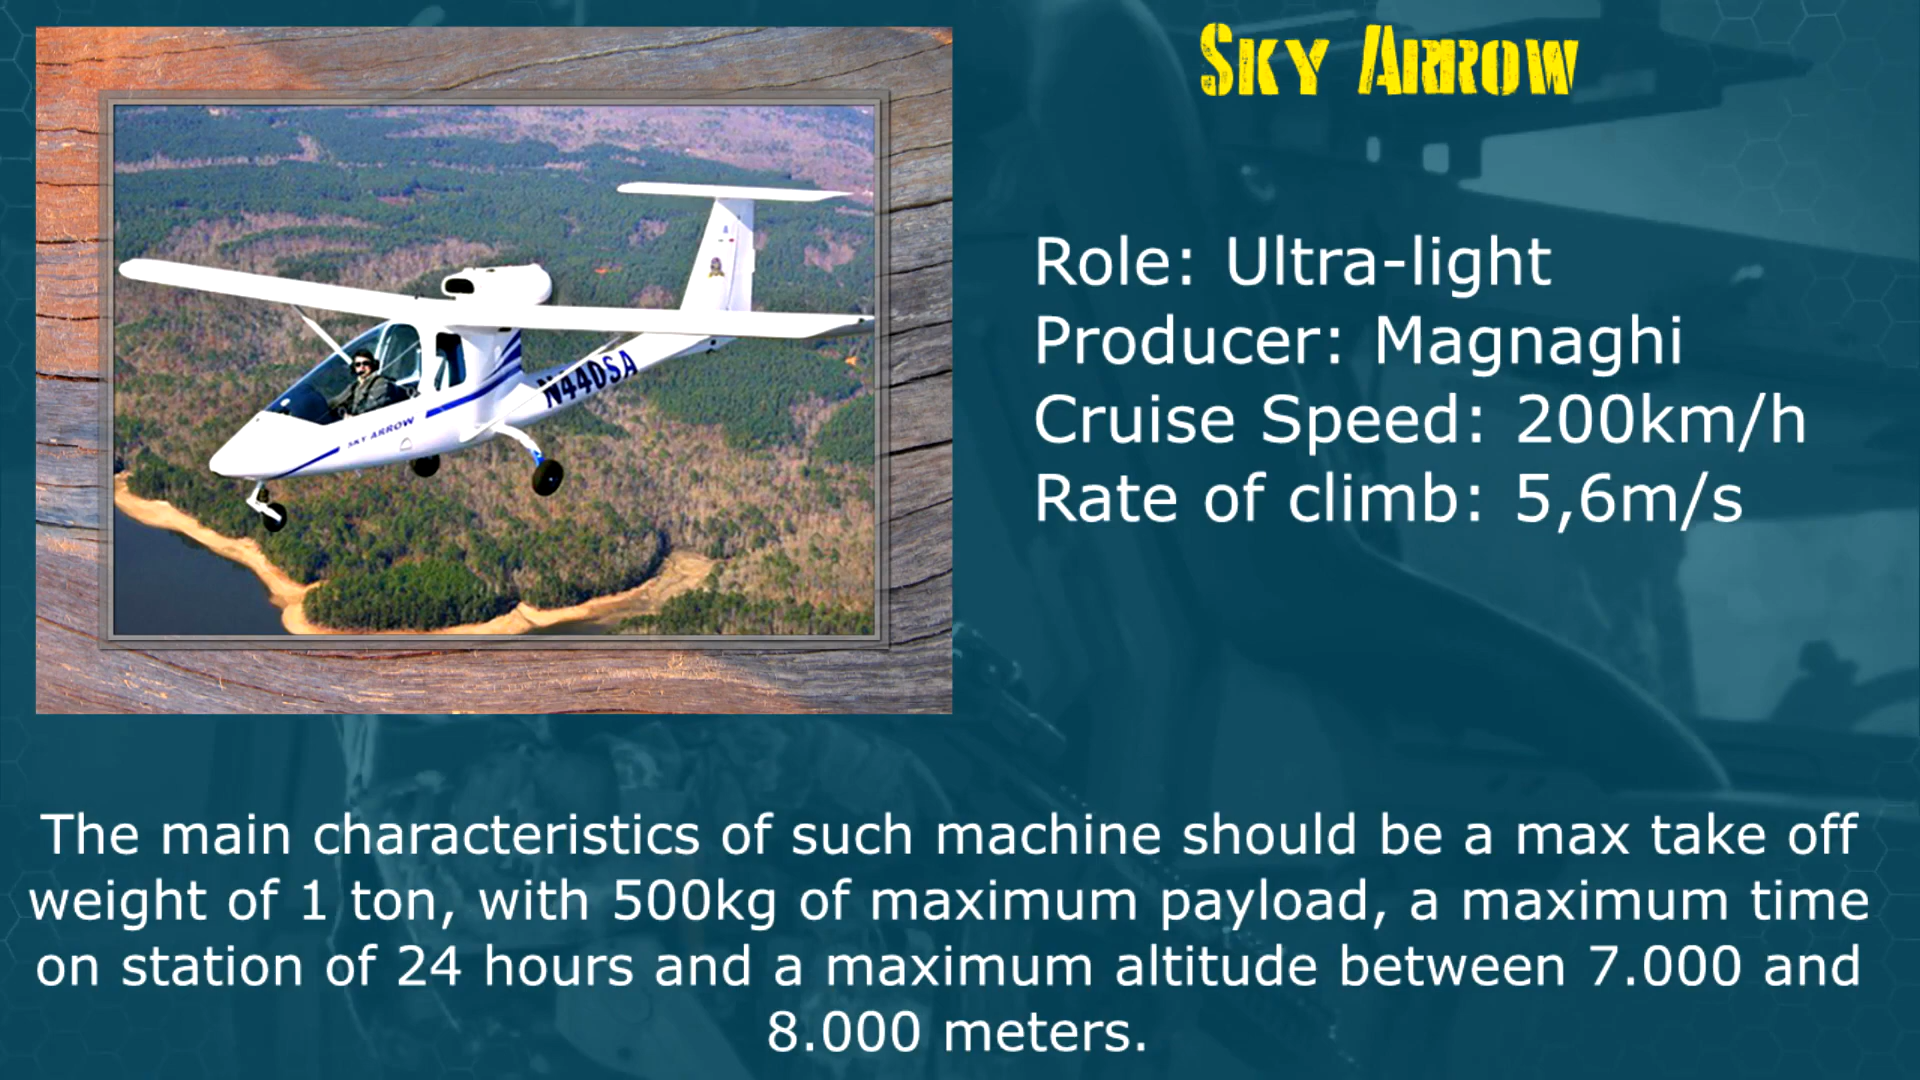 Sky Arrow
Role: Ultra-light
Producer: Magnaghi
Cruise Speed: 200km/h
Rate of climb: 5,6m/s
N440SA
SKY ARROW
The main characteristics of such machine should be a max take off
weight of 1 ton, with 500kg of maximum payload, a maximum time
on station of 24 hours and a maximum altitude between 7.000 and
8.000 meters.